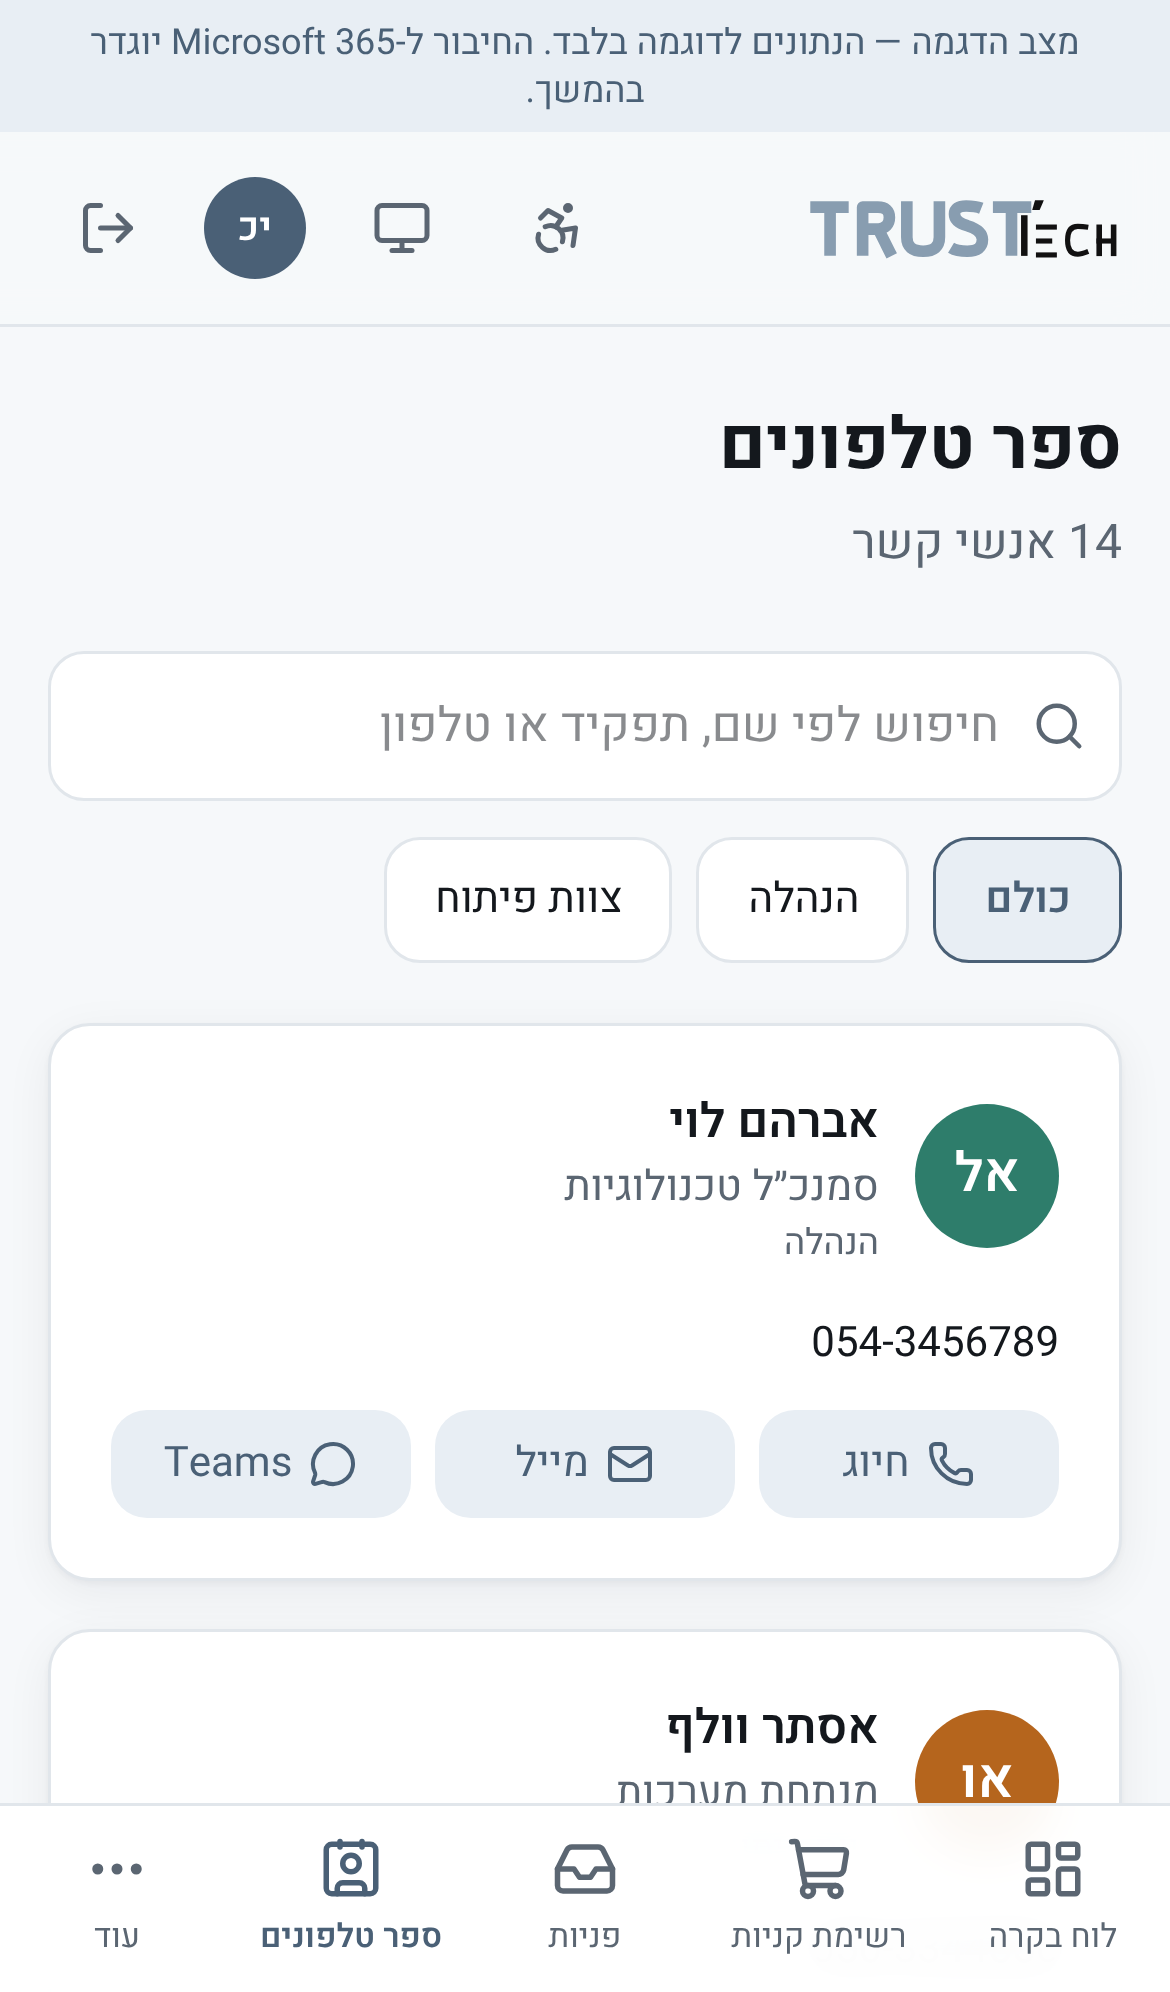 מצב הדגמה — הנתונים לדוגמה בלבד. החיבור ל-Microsoft 365 יוגדר
בהמשך.
TRUSTTECH
יכ
ספר טלפונים
14 אנשי קשר
חיפוש לפי שם, תפקיד או טלפון
כולם
הנהלה
צוות פיתוח
אל
אברהם לוי
סמנכ״ל טכנולוגיות
הנהלה
054-3456789
חיוג
מייל
Teams
או
אסתר וולף
מנתחת מערכות
לוח בקרה
רשימת קניות
פניות
ספר טלפונים
עוד